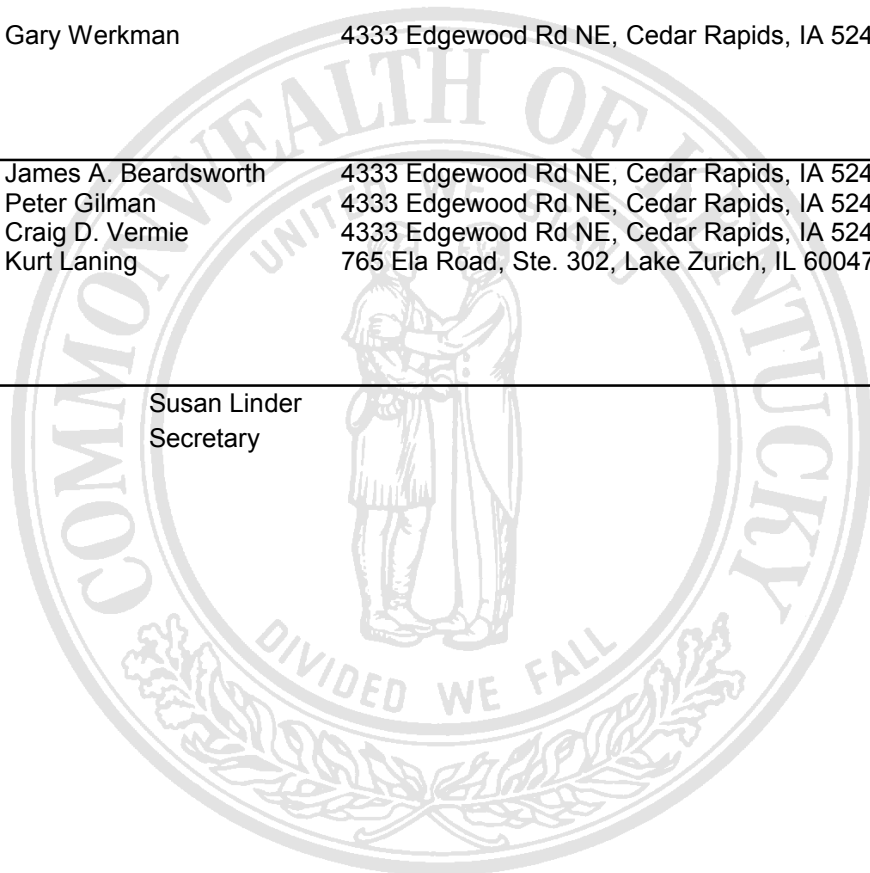 Gary Werkman 4333 Edgewood Rd NE, Cedar Rapids, IA 524
James A. Beardsworth 4333 Edgewood Rd NE, Cedar Rapids, IA 524
Peter Gilman 4333 Edgewood Rd NE, Cedar Rapids, IA 524
Craig D. Vermie 4333 Edgewood Rd NE, Cedar Rapids, IA 524
Kurt Laning 765 Ela Road, Ste. 302, Lake Zurich, IL 60047
Susan Linder
Secretary
COMMONWEALTH OF KENTUCKY
UNITED WE STAND
DIVIDED WE FALL